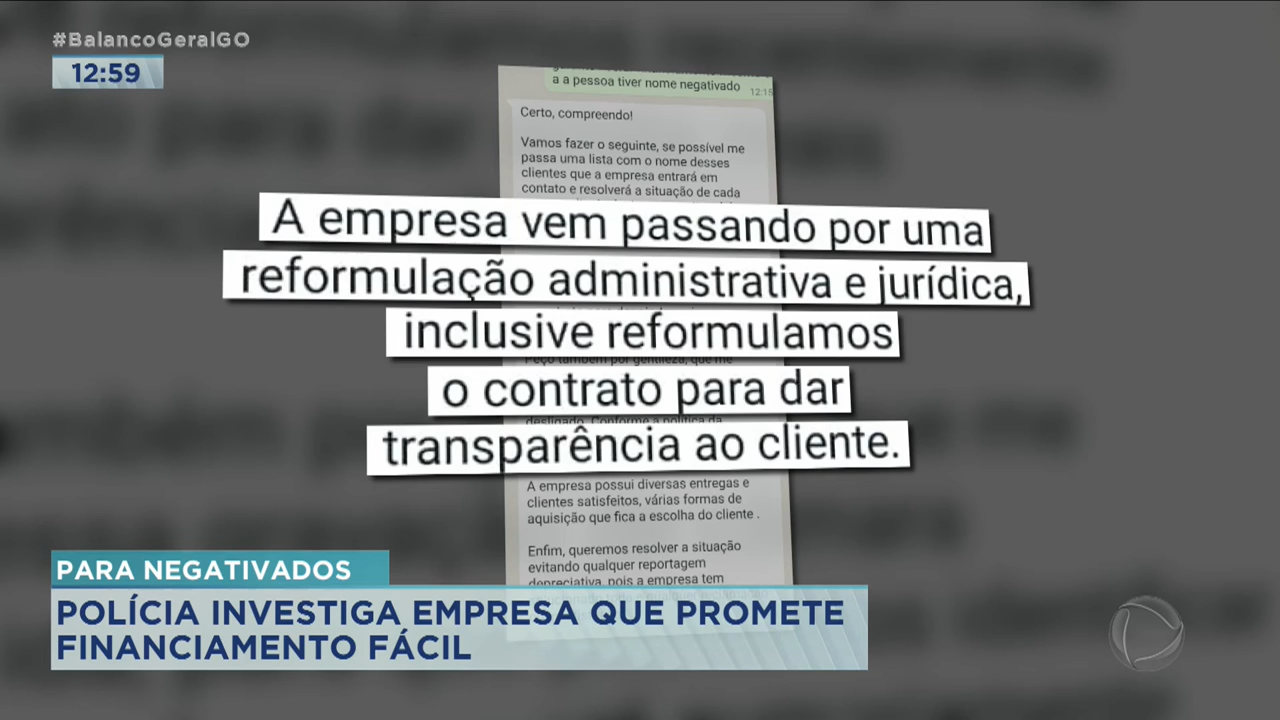 #BalancoGeralGO
12:59
a a pessoa tiver nome negativado
12:15
Certo, compreendo!
Vamos fazer o seguinte, se possível me
passa uma lista com o nome desses
clientes que a empresa entrará em
contato e resolverá a situação de cada
A empresa vem passando por uma
reformulação administrativa e jurídica,
inclusive reformulamos
o contrato para dar
transparência ao cliente.
A empresa possui diversas entregas e
clientes satisfeitos, várias formas de
aquisição que fica a escolha do cliente .
Enfim, queremos resolver a situação
evitando qualquer reportagem
depreciativa, pois a empresa tem
PARA NEGATIVADOS
POLÍCIA INVESTIGA EMPRESA QUE PROMETE
FINANCIAMENTO FÁCIL